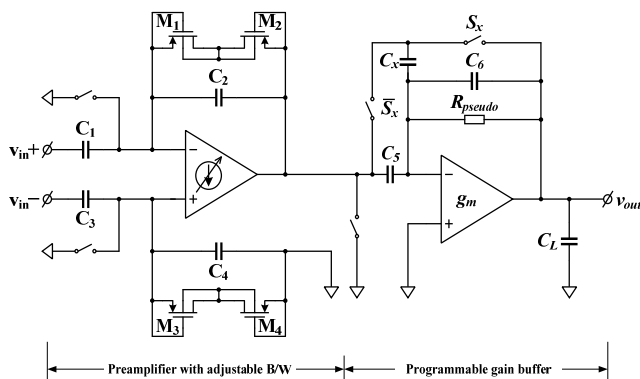 M1 M2 Sx
Cx C6
C2
S̅x Rpseudo
C1
vin+ − C5
vin− + − gm vout
C3 +
C4 CL
M3 M4
Preamplifier with adjustable B/W Programmable gain buffer